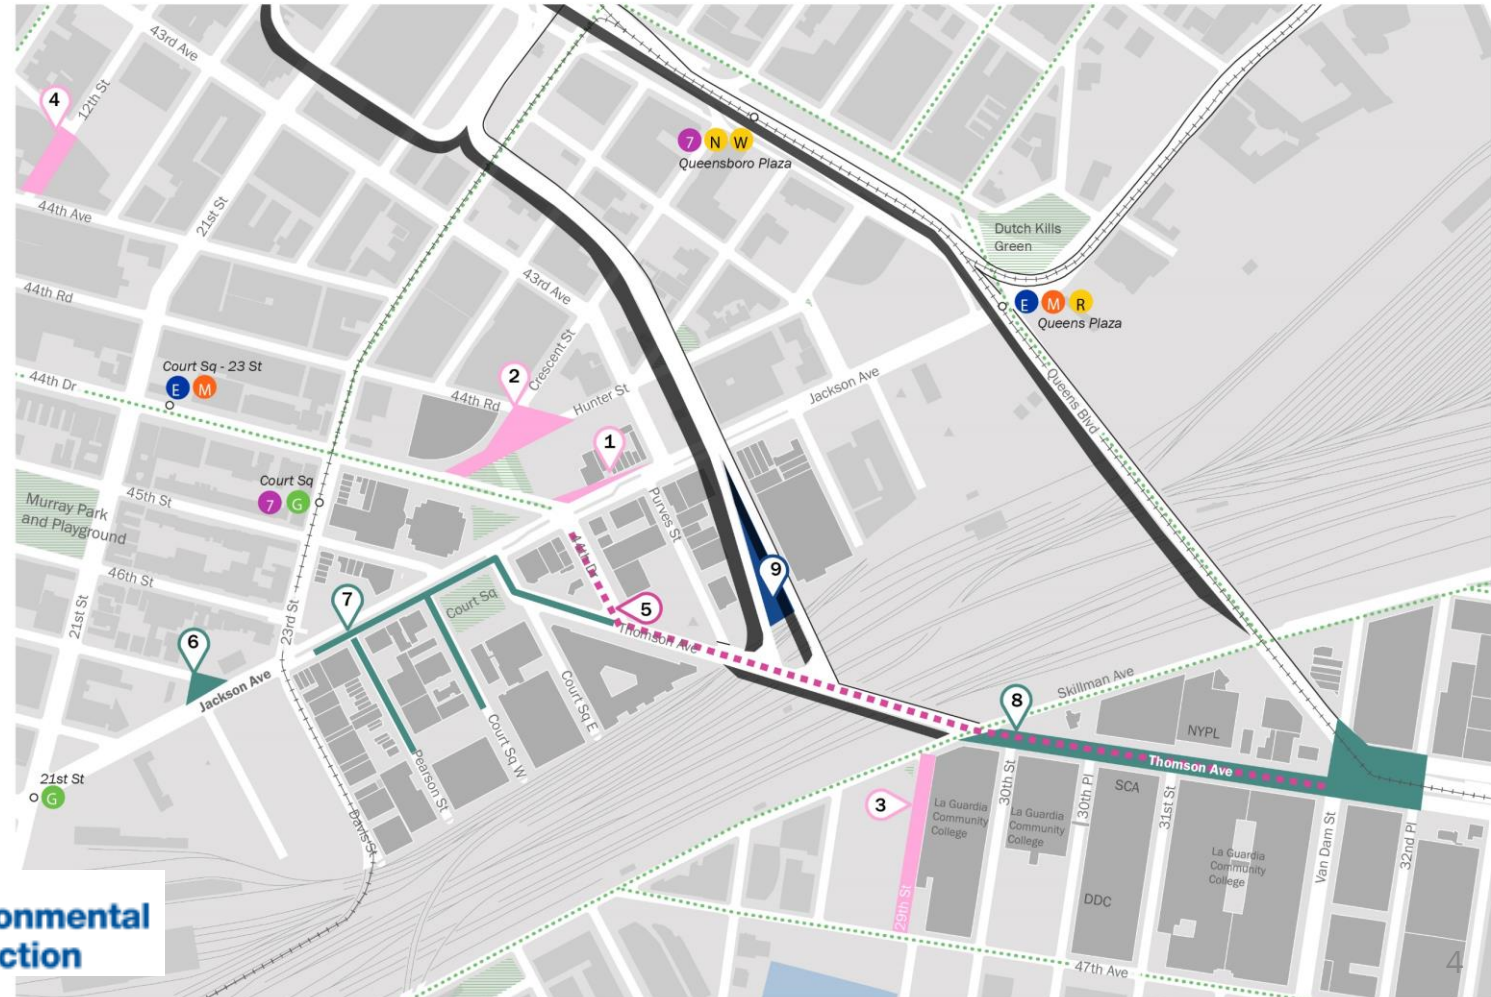 43rd Ave
4
12th St
7 N W
Queensboro Plaza
44th Ave
21st St
Dutch Kills
Green
43rd Ave
44th Rd
E M R
Queens Plaza
Crescent St
Court Sq - 23 St
E M
2
44th Dr
44th Rd
Hunter St
Jackson Ave
Queens Blvd
1
Court Sq
7 G
45th St
Murray Park
and Playground
Purves St
44th Dr
9
46th St
7
Court Sq
5
21st St
23rd St
Thomson Ave
6
Jackson Ave
Court Sq E
Skillman Ave
8
NYPL
Court Sq W
Thomson Ave
Pearson St
21st St
G
30th St
30th Pl
SCA
31st St
3
La Guardia
Community
College
La Guardia
Community
College
Davis St
Van Dam St
32nd Pl
La Guardia
Community
College
29th St
DDC
onmental
ction
47th Ave
4